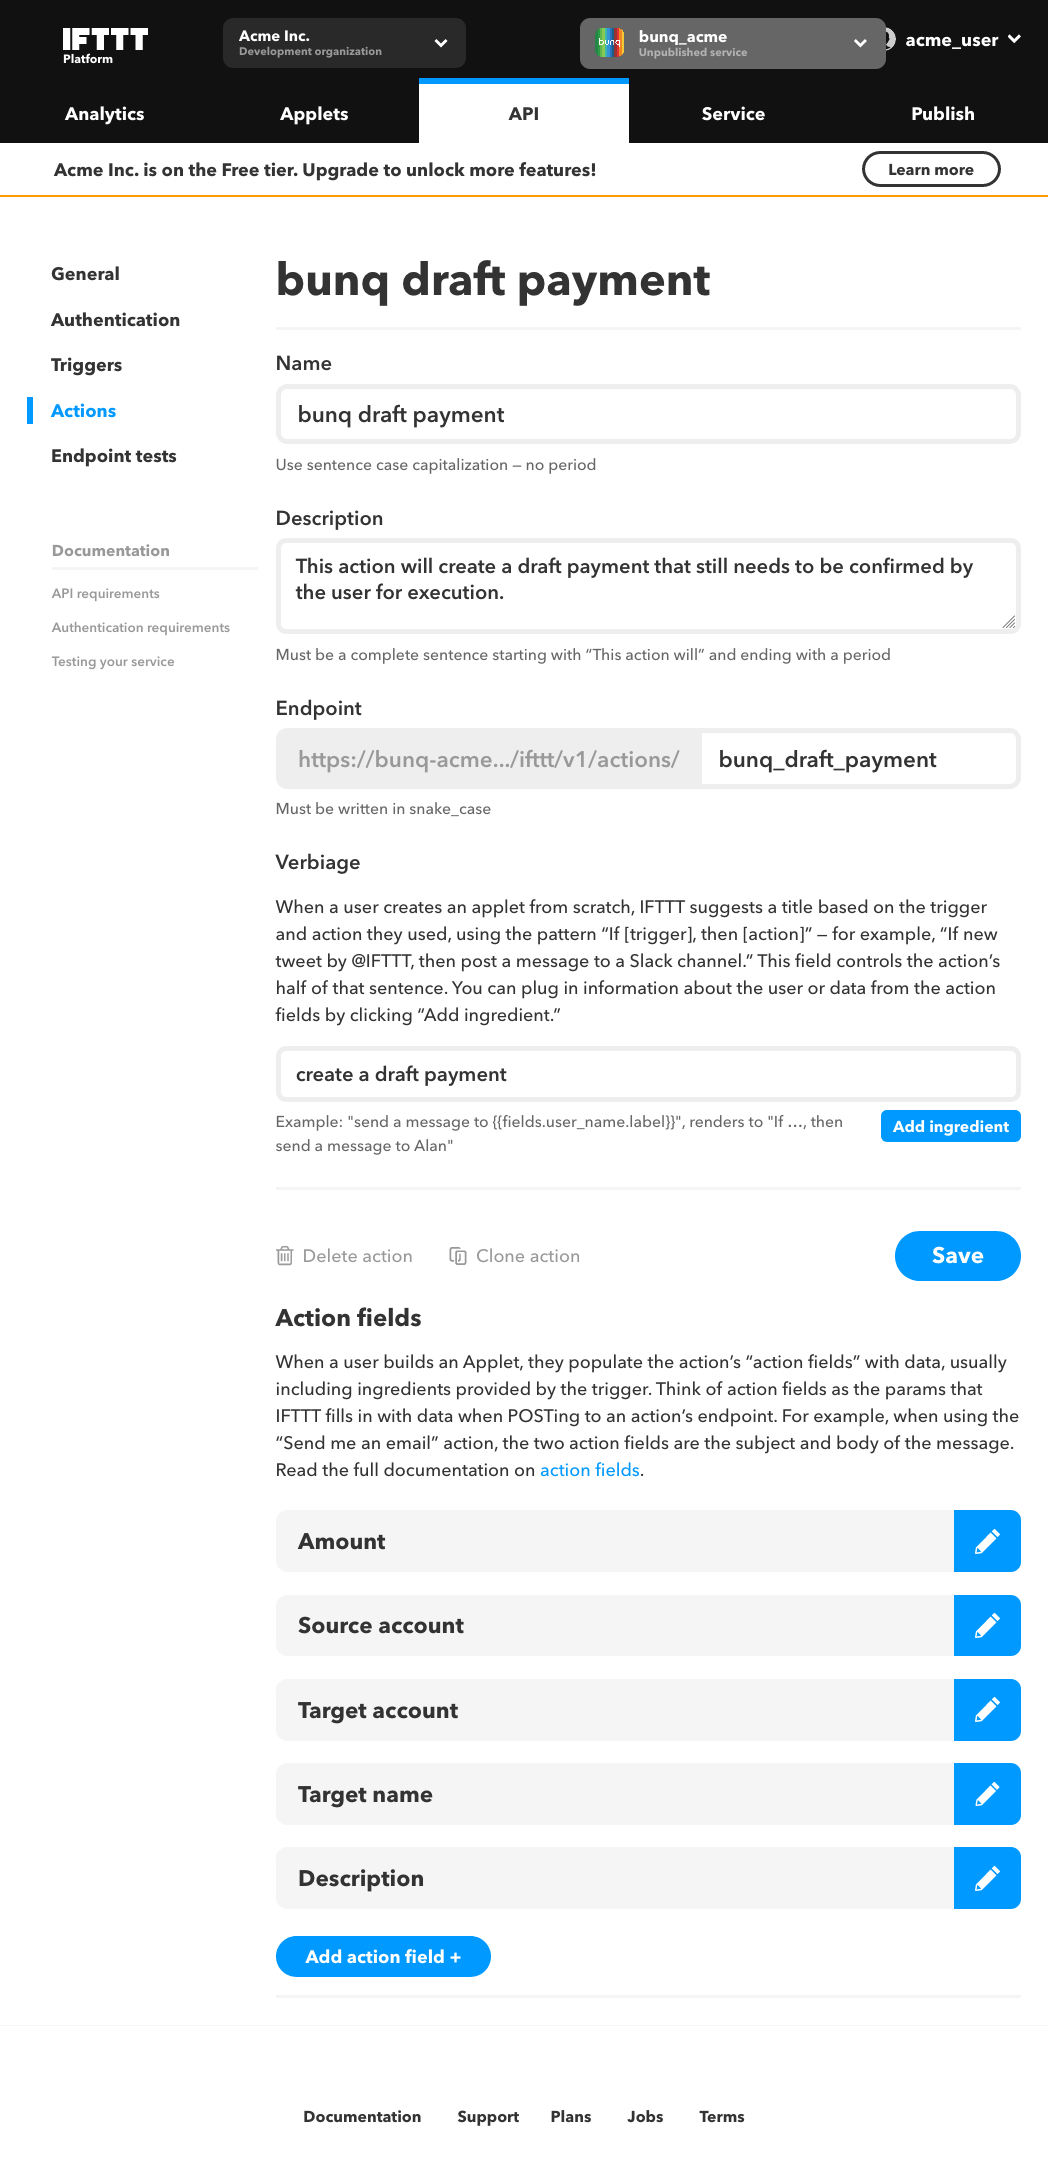 IFTTT
Platform
Acme Inc.
Development organization
bunq
bunq_acme
Unpublished service
acme_user
Analytics
Applets
API
Service
Publish
Acme Inc. is on the Free tier. Upgrade to unlock more features!
Learn more
General
Authentication
Triggers
Actions
Endpoint tests
Documentation
API requirements
Authentication requirements
Testing your service
bunq draft payment
Name
bunq draft payment
Use sentence case capitalization – no period
Description
This action will create a draft payment that still needs to be confirmed by
the user for execution.
Must be a complete sentence starting with “This action will” and ending with a period
Endpoint
https://bunq-acme.../ifttt/v1/actions/
bunq_draft_payment
Must be written in snake_case
Verbiage
When a user creates an applet from scratch, IFTTT suggests a title based on the trigger
and action they used, using the pattern “If [trigger], then [action]” – for example, “If new
tweet by @IFTTT, then post a message to a Slack channel.” This field controls the action’s
half of that sentence. You can plug in information about the user or data from the action
fields by clicking “Add ingredient.”
create a draft payment
Example: "send a message to {{fields.user_name.label}}", renders to "If …, then
send a message to Alan"
Add ingredient
Delete action
Clone action
Save
Action fields
When a user builds an Applet, they populate the action’s “action fields” with data, usually
including ingredients provided by the trigger. Think of action fields as the params that
IFTTT fills in with data when POSTing to an action’s endpoint. For example, when using the
“Send me an email” action, the two action fields are the subject and body of the message.
Read the full documentation on action fields.
Amount
Source account
Target account
Target name
Description
Add action field +
Documentation
Support
Plans
Jobs
Terms